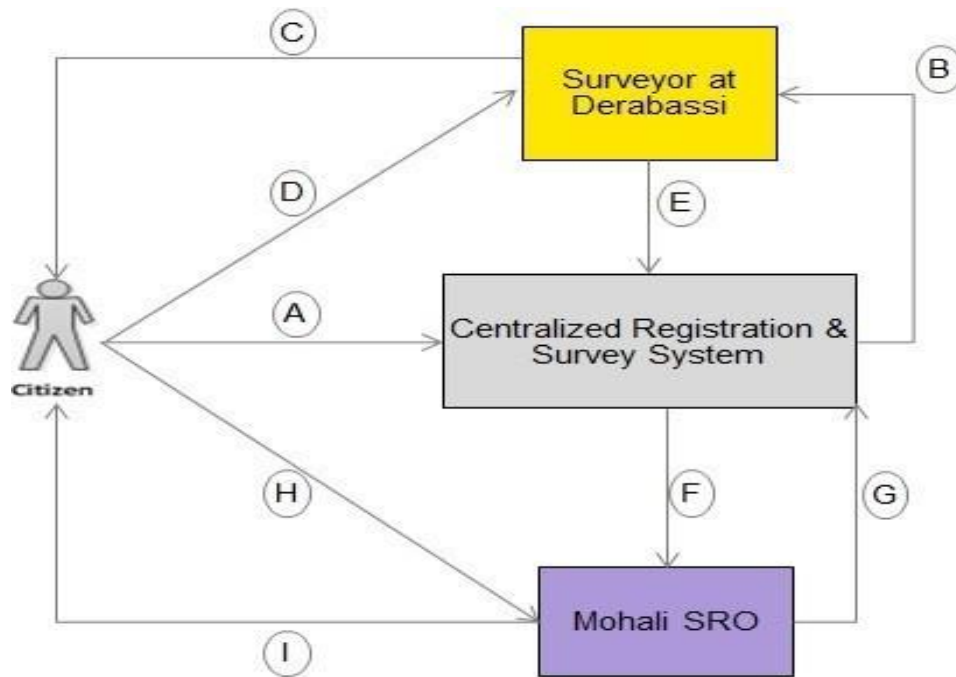 C
B
Surveyor at
Derabassi
D
E
A
Centralized Registration &
Survey System
Citizen
H
F
G
Mohali SRO
I